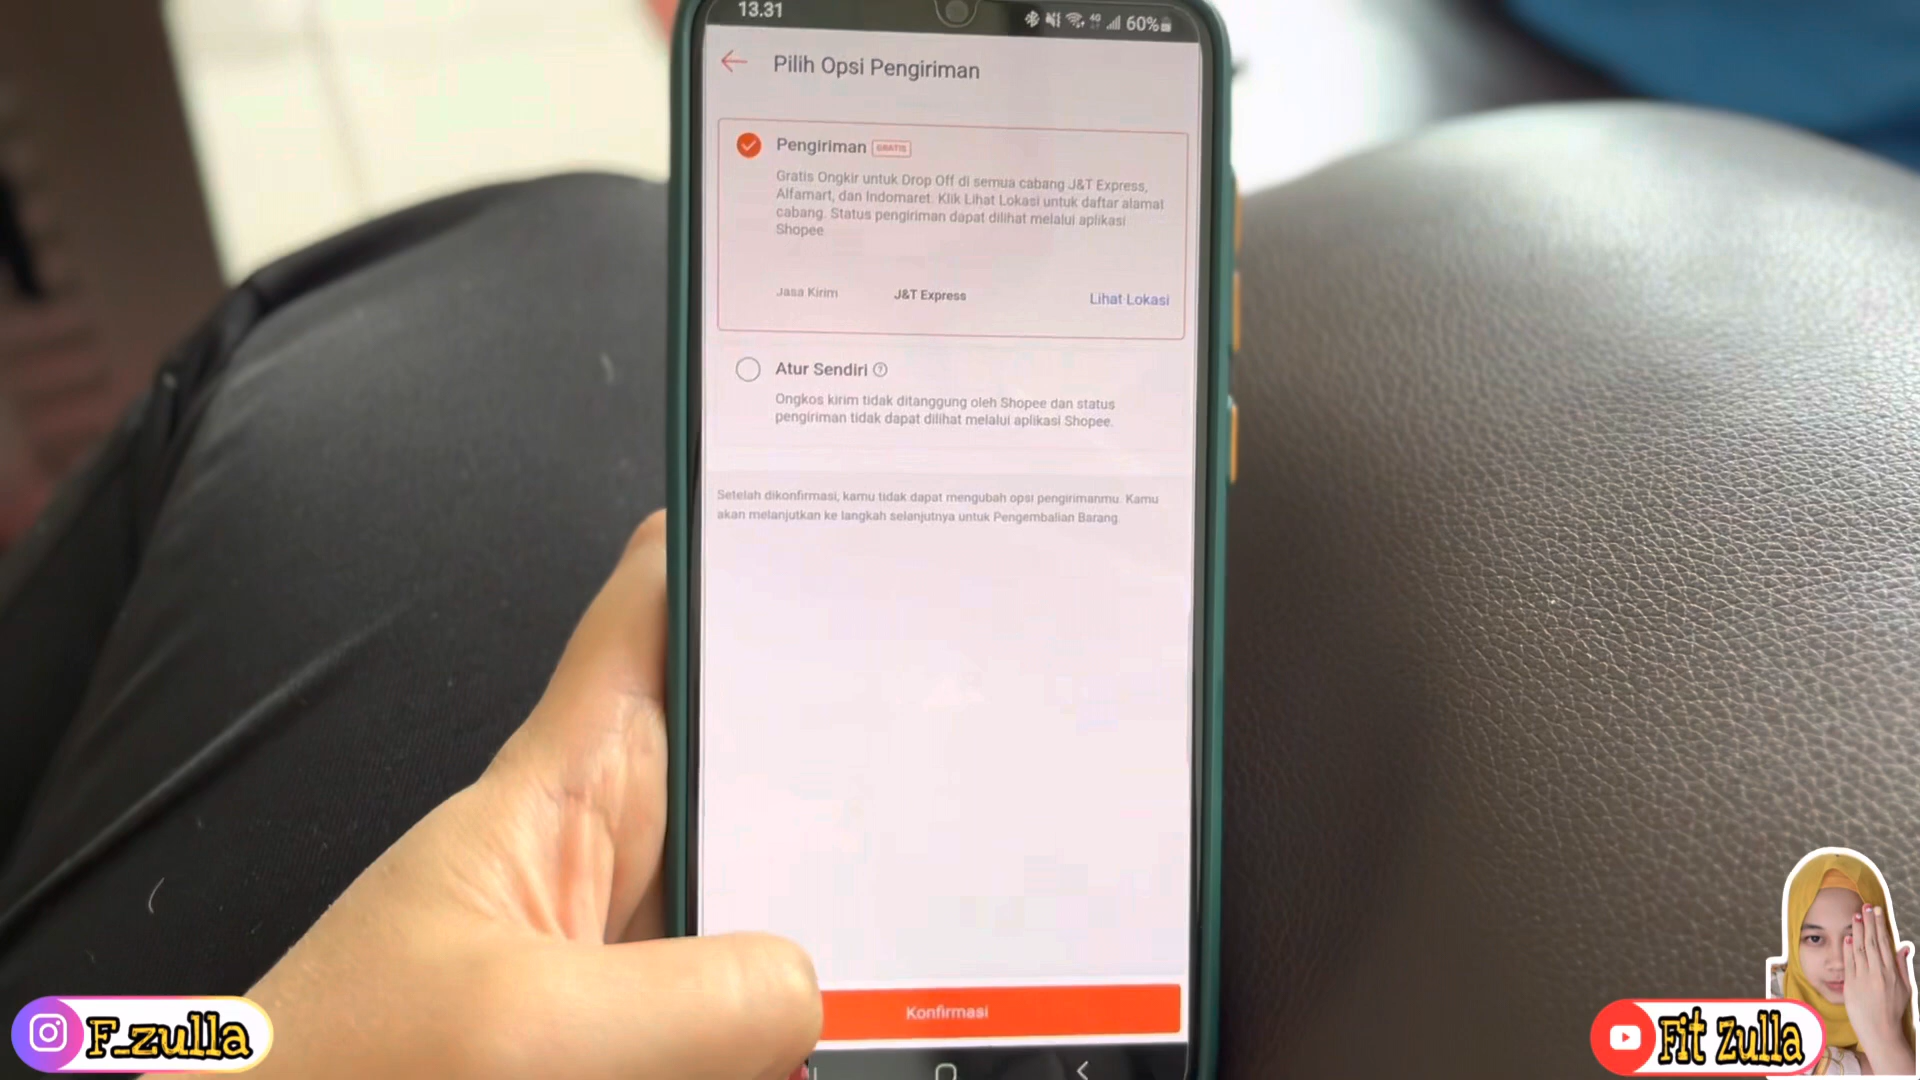 13.31
4G 60%
Pilih Opsi Pengiriman
Pengiriman GRATIS
Gratis Ongkir untuk Drop Off di semua cabang J&T Express,
Alfamart, dan Indomaret. Klik Lihat Lokasi untuk daftar alamat
cabang. Status pengiriman dapat dilihat melalui aplikasi
Shopee
Jasa Kirim J&T Express Lihat Lokasi
Atur Sendiri ?
Ongkos kirim tidak ditanggung oleh Shopee dan status
pengiriman tidak dapat dilihat melalui aplikasi Shopee.
Setelah dikonfirmasi, kamu tidak dapat mengubah opsi pengirimanmu. Kamu
akan melanjutkan ke langkah selanjutnya untuk Pengembalian Barang
Konfirmasi
F_zulla
Fit Zulla